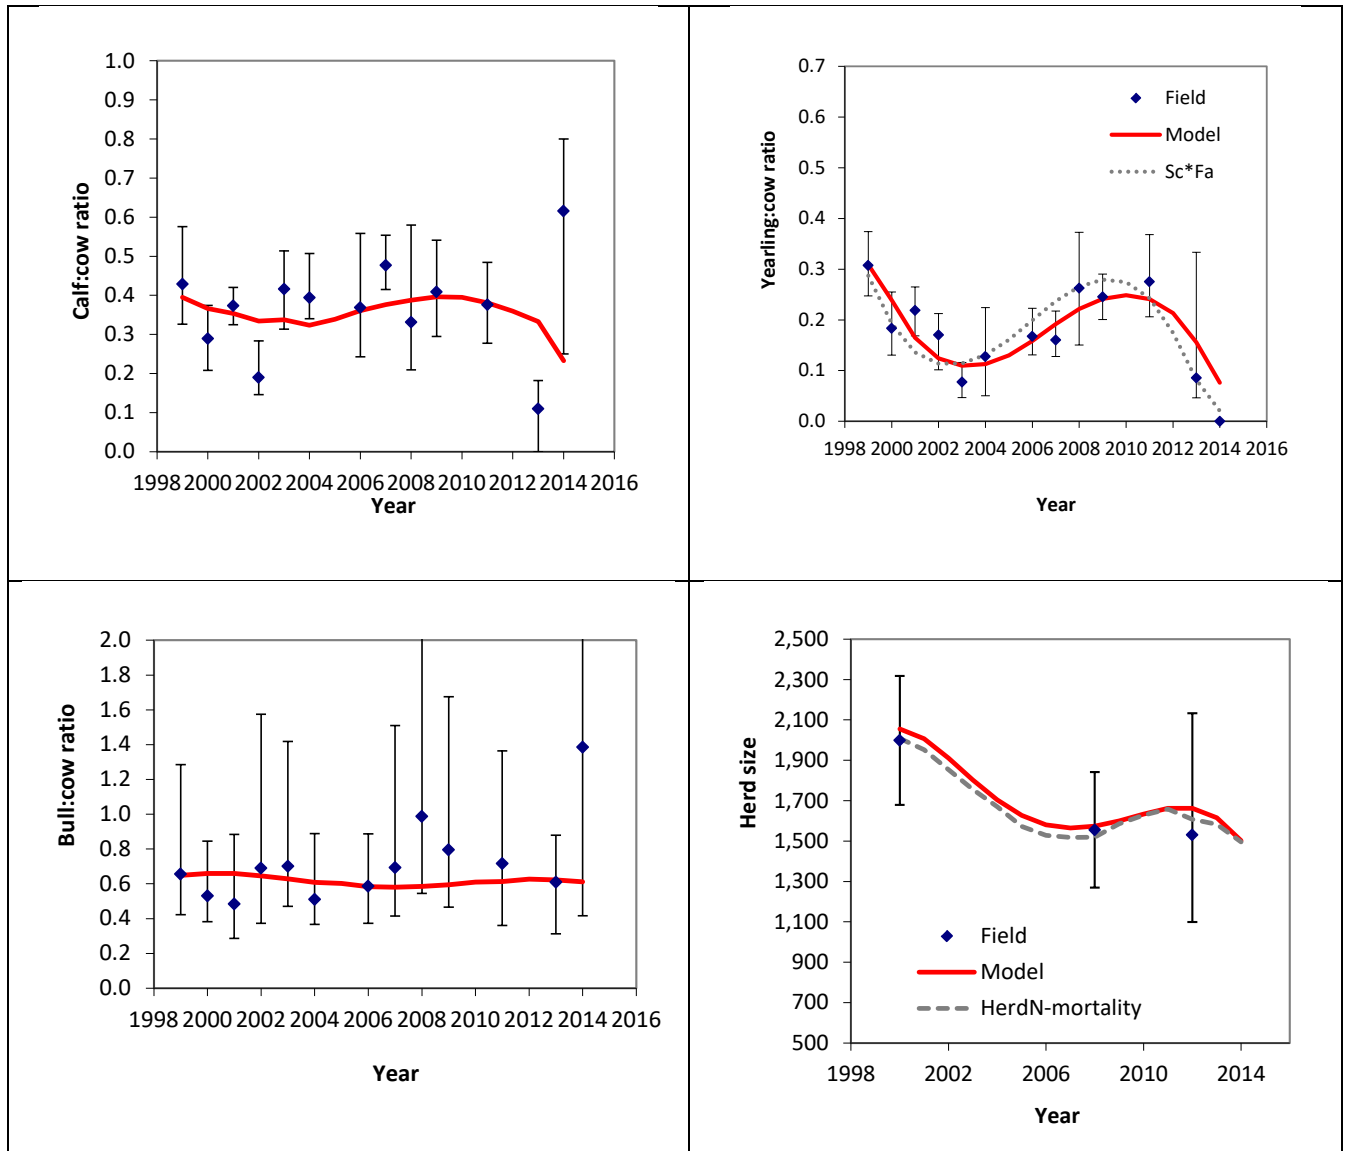 Calf:cow ratio
1.0
0.9
0.8
0.7
0.6
0.5
0.4
0.3
0.2
0.1
0.0
1998 2000 2002 2004 2006 2008 2010 2012 2014 2016
Year
Yearling:cow ratio
0.7
0.6
0.5
0.4
0.3
0.2
0.1
0.0
Field
Model
Sc*Fa
1998 2000 2002 2004 2006 2008 2010 2012 2014 2016
Year
Bull:cow ratio
2.0
1.8
1.6
1.4
1.2
1.0
0.8
0.6
0.4
0.2
0.0
1998 2000 2002 2004 2006 2008 2010 2012 2014 2016
Year
Herd size
2,500
2,300
2,100
1,900
1,700
1,500
1,300
1,100
900
700
500
Field
Model
HerdN-mortality
1998 2002 2006 2010 2014
Year